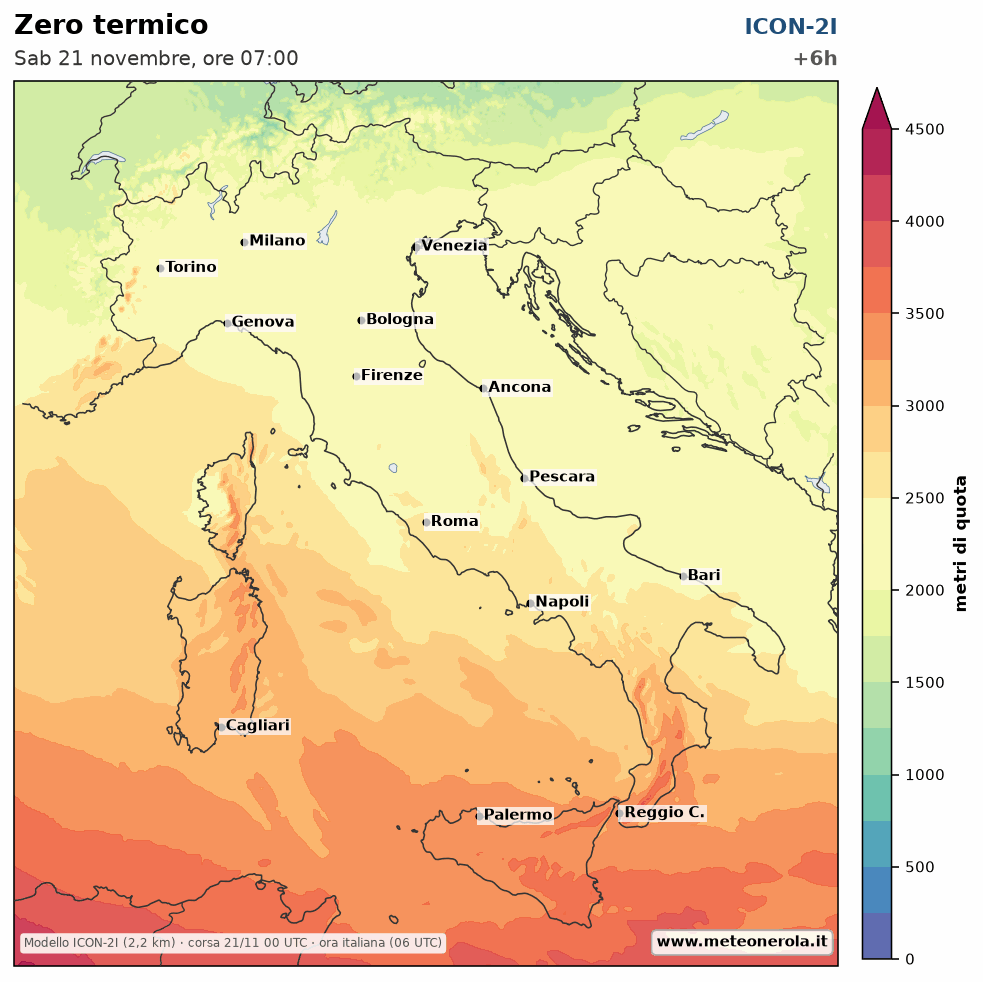 Zero termico
ICON-2I
Sab 21 novembre, ore 07:00
+6h
Milano
Venezia
Torino
Genova
Bologna
Firenze
Ancona
Pescara
Roma
Bari
Napoli
Cagliari
Palermo
Reggio C.
4500
4000
3500
3000
2500
2000
1500
1000
500
0
metri di quota
Modello ICON-2I (2,2 km) · corsa 21/11 00 UTC · ora italiana (06 UTC)
www.meteonerola.it